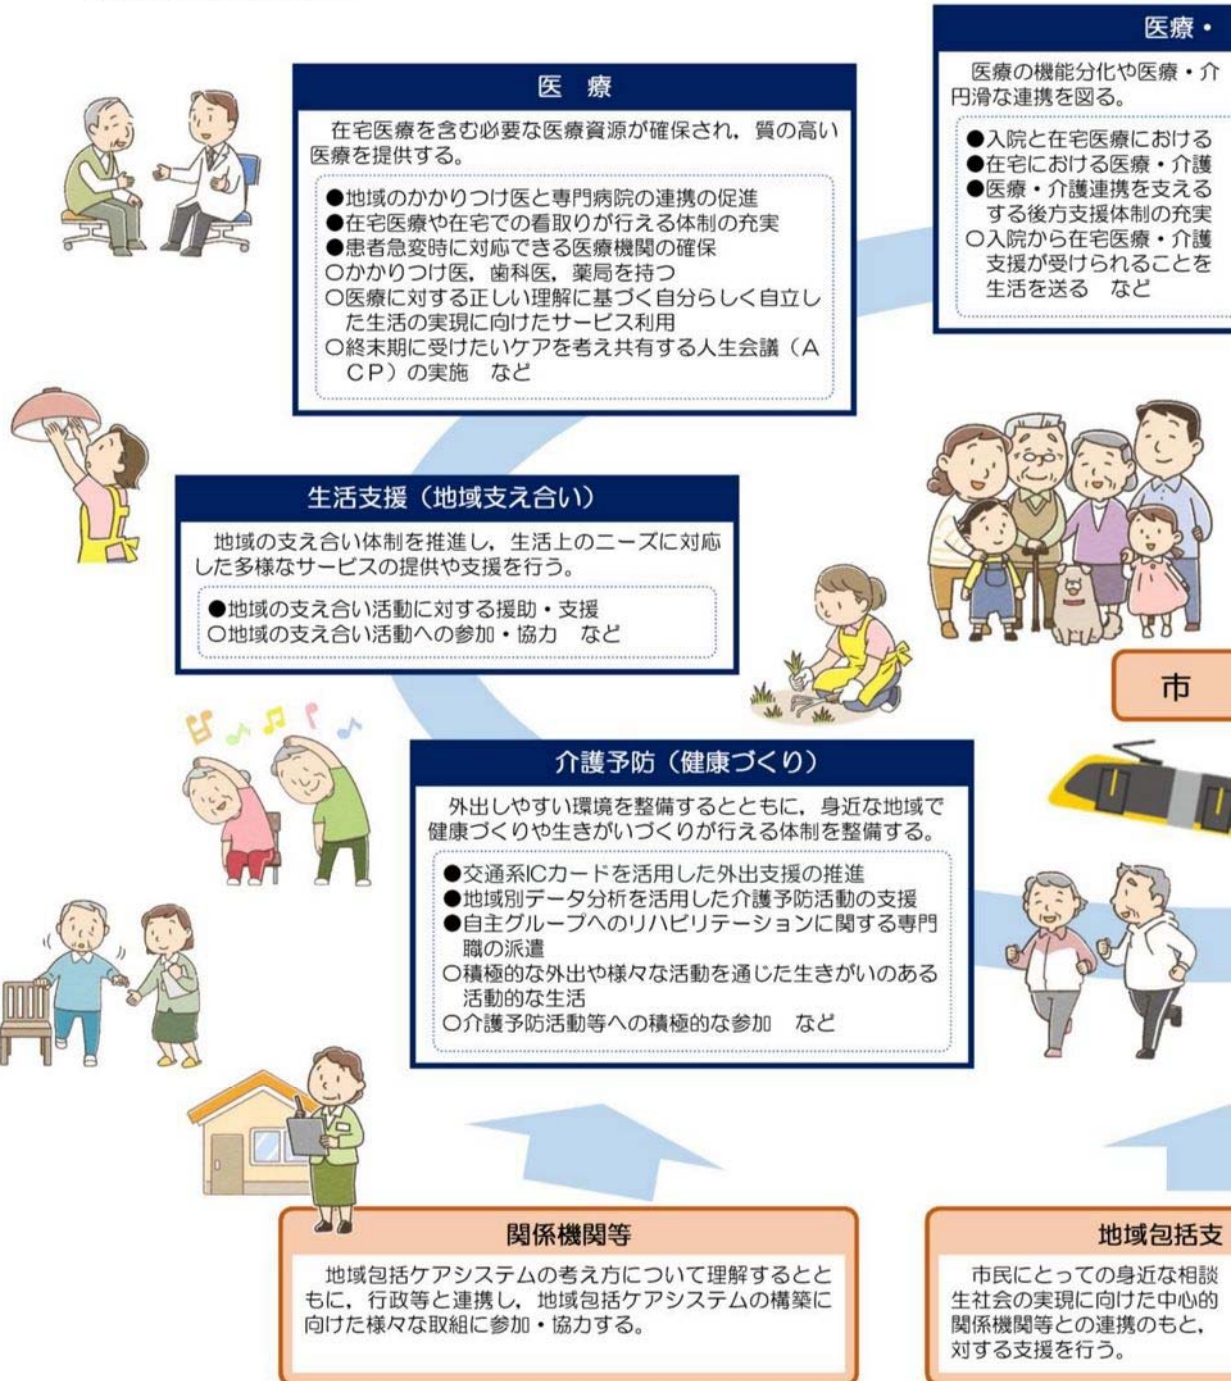 医　療
在宅医療を含む必要な医療資源が確保され，質の高い
医療を提供する。
●地域のかかりつけ医と専門病院の連携の促進
●在宅医療や在宅での看取りが行える体制の充実
●患者急変時に対応できる医療機関の確保
○かかりつけ医，歯科医，薬局を持つ
○医療に対する正しい理解に基づく自分らしく自立し
た生活の実現に向けたサービス利用
○終末期に受けたいケアを考え共有する人生会議（Ａ
ＣＰ）の実施　など
医療・
医療の機能分化や医療・介
円滑な連携を図る。
●入院と在宅医療における
●在宅における医療・介護
●医療・介護連携を支える
する後方支援体制の充実
○入院から在宅医療・介護
支援が受けられることを
生活を送る　など
生活支援（地域支え合い）
地域の支え合い体制を推進し，生活上のニーズに対応
した多様なサービスの提供や支援を行う。
●地域の支え合い活動に対する援助・支援
○地域の支え合い活動への参加・協力　など
市
介護予防（健康づくり）
外出しやすい環境を整備するとともに，身近な地域で
健康づくりや生きがいづくりが行える体制を整備する。
●交通系ICカードを活用した外出支援の推進
●地域別データ分析を活用した介護予防活動の支援
●自主グループへのリハビリテーションに関する専門
職の派遣
○積極的な外出や様々な活動を通じた生きがいのある
活動的な生活
○介護予防活動等への積極的な参加　など
関係機関等
地域包括ケアシステムの考え方について理解するとと
もに，行政等と連携し，地域包括ケアシステムの構築に
向けた様々な取組に参加・協力する。
地域包括支
市民にとっての身近な相談
生社会の実現に向けた中心的
関係機関等との連携のもと，
対する支援を行う。